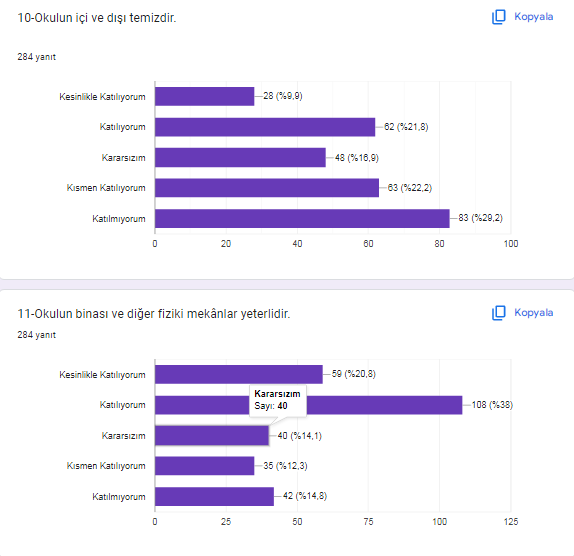 10-Okulun içi ve dışı temizdir.
Kopyala
284 yanıt
Kesinlikle Katılıyorum 28 (%9,9)
Katılıyorum 62 (%21,8)
Kararsızım 48 (%16,9)
Kısmen Katılıyorum 63 (%22,2)
Katılmıyorum 83 (%29,2)
0 20 40 60 80 100
11-Okulun binası ve diğer fiziki mekânlar yeterlidir.
Kopyala
284 yanıt
Kesinlikle Katılıyorum 59 (%20,8)
Kararsızım
Sayı: 40
Katılıyorum 108 (%38)
Kararsızım 40 (%14,1)
Kısmen Katılıyorum 35 (%12,3)
Katılmıyorum 42 (%14,8)
0 25 50 75 100 125